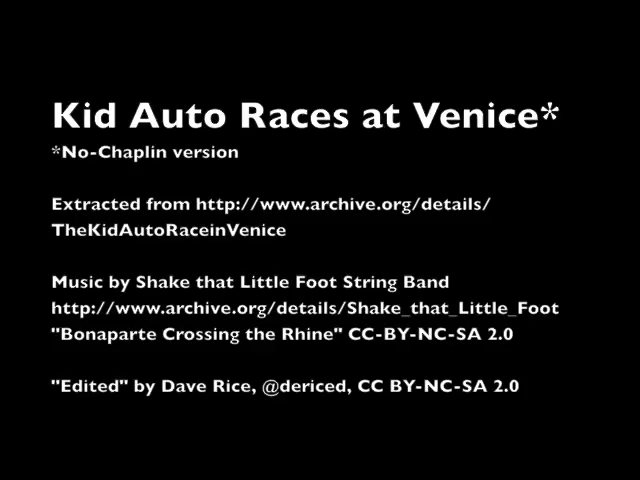 Kid Auto Races at Venice*
*No-Chaplin version
Extracted from http://www.archive.org/details/
TheKidAutoRaceinVenice
Music by Shake that Little Foot String Band
http://www.archive.org/details/Shake_that_Little_Foot
"Bonaparte Crossing the Rhine" CC-BY-NC-SA 2.0
"Edited" by Dave Rice, @dericed, CC BY-NC-SA 2.0